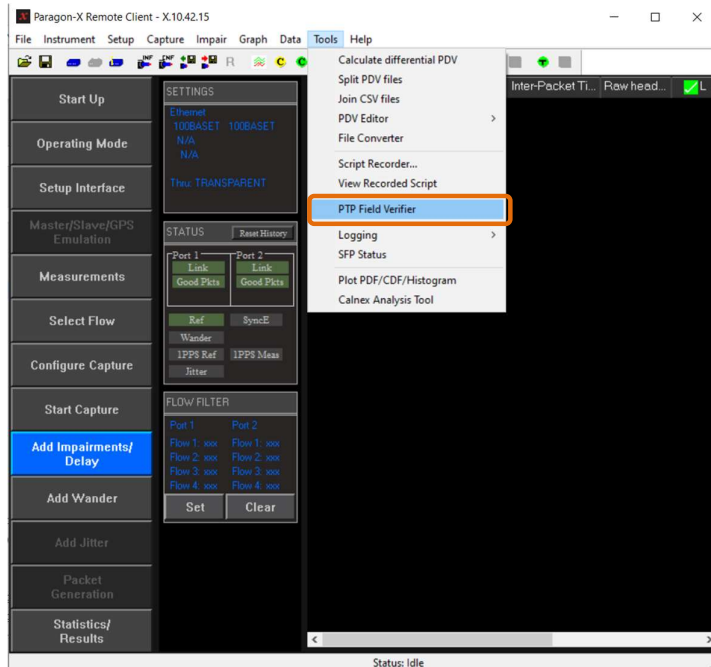 Paragon-X Remote Client - X.10.42.15
File Instrument Setup Capture Impair Graph Data Tools Help
INF INF R C C
Start Up
Operating Mode
Setup Interface
Master/Slave/GPS
Emulation
Measurements
Select Flow
Configure Capture
Start Capture
Add Impairments/
Delay
Add Wander
Add Jitter
Packet
Generation
Statistics/
Results
SETTINGS
Ethernet
100BASET 100BASET
N/A
N/A
Thru: TRANSPARENT
STATUS Reset History
Port 1 Port 2
Link Link
Good Pkts Good Pkts
Ref SyncE
Wander
1PPS Ref 1PPS Meas
Jitter
FLOW FILTER
Port 1 Port 2
Flow 1: xxx Flow 1: xxx
Flow 2: xxx Flow 2: xxx
Flow 3: xxx Flow 3: xxx
Flow 4: xxx Flow 4: xxx
Set Clear
Calculate differential PDV
Split PDV files
Join CSV files
PDV Editor
File Converter
Script Recorder...
View Recorded Script
PTP Field Verifier
Logging
SFP Status
Plot PDF/CDF/Histogram
Calnex Analysis Tool
Inter-Packet Ti... Raw head... L
Status: Idle